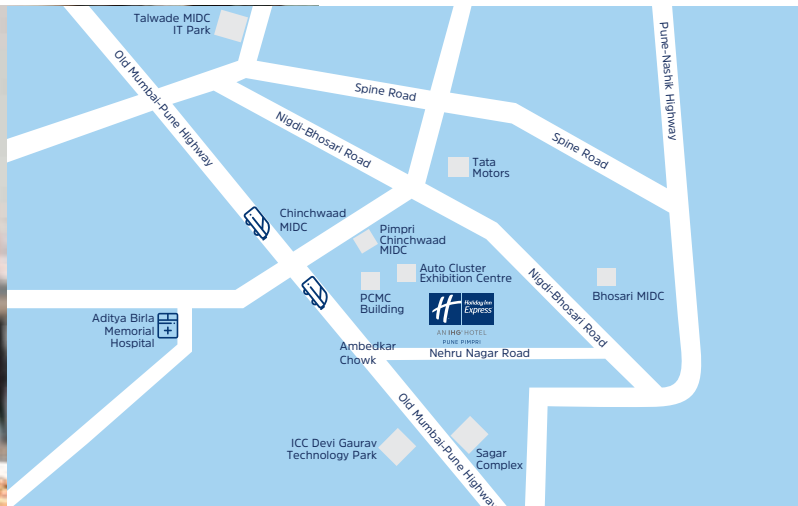 Talwade MIDC
IT Park
Old Mumbai-Pune Highway
Spine Road
Pune-Nashik Highway
Nigdi-Bhosari Road
Spine Road
Tata
Motors
Chinchwaad
MIDC
Pimpri
Chinchwaad
MIDC
Auto Cluster
Exhibition Centre
PCMC
Building
Holiday Inn
Express
AN IHG® HOTEL
PUNE PIMPRI
Nigdi-Bhosari Road
Bhosari MIDC
Aditya Birla
Memorial
Hospital
Ambedkar
Chowk
Nehru Nagar Road
Old Mumbai-Pune Highway
ICC Devi Gaurav
Technology Park
Sagar
Complex